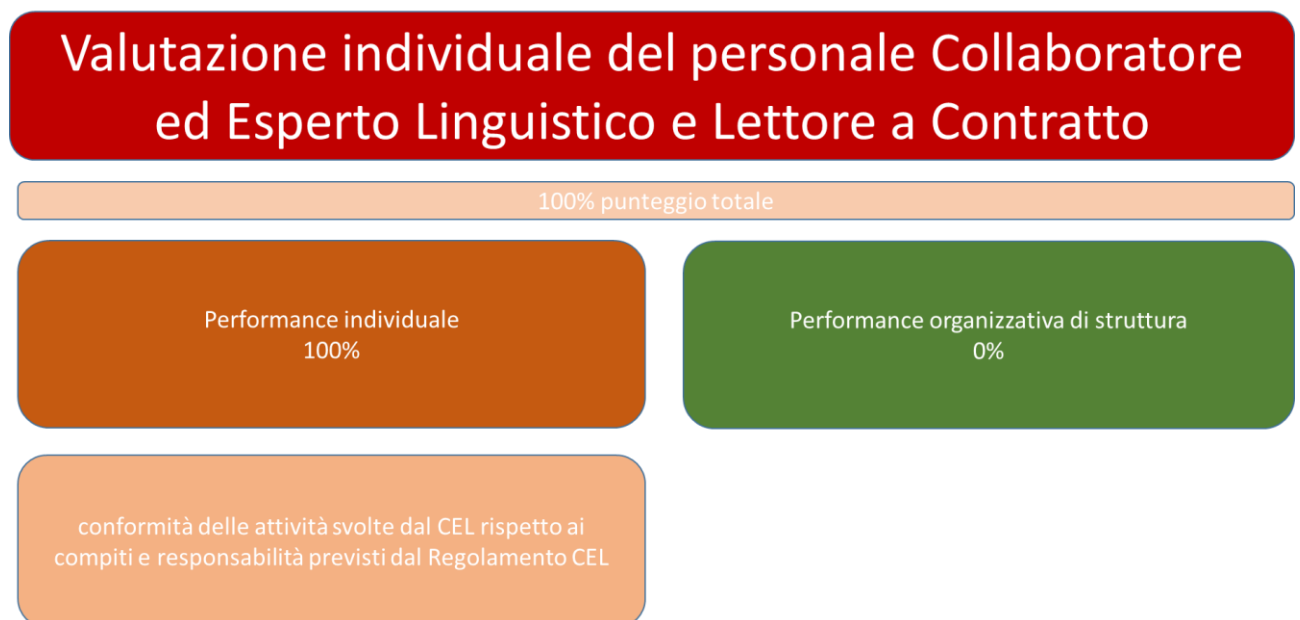 Valutazione individuale del personale Collaboratore
ed Esperto Linguistico e Lettore a Contratto
100% punteggio totale
Performance individuale
100%
Performance organizzativa di struttura
0%
conformità delle attività svolte dal CEL rispetto ai
compiti e responsabilità previsti dal Regolamento CEL